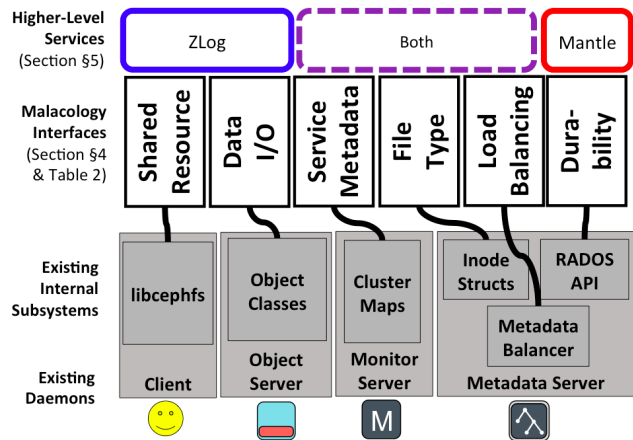 Higher-Level
Services
(Section §5)
ZLog
Both
Mantle
Malacology
Interfaces
(Section §4
& Table 2)
Shared
Resource
Data
I/O
Service
Metadata
File
Type
Load
Balancing
Dura-
bility
Existing
Internal
Subsystems
libcephfs
Object
Classes
Cluster
Maps
Inode
Structs
RADOS
API
Metadata
Balancer
Existing
Daemons
Client
Object
Server
Monitor
Server
Metadata Server
M